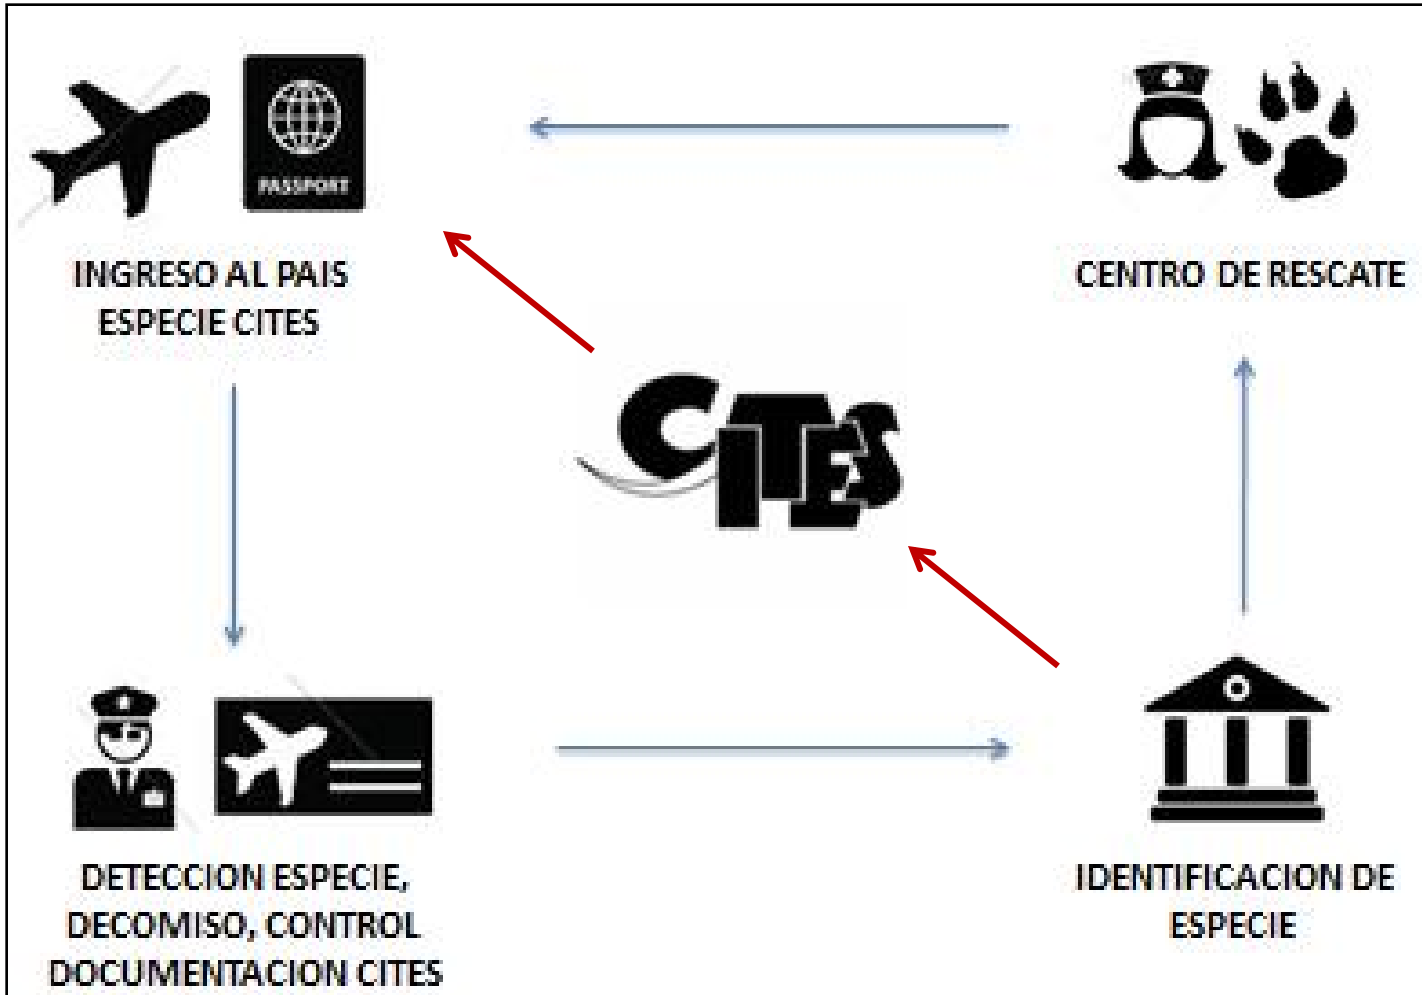 PASSPORT
INGRESO AL PAIS
ESPECIE CITES
CENTRO DE RESCATE
CITES
DETECCION ESPECIE,
DECOMISO, CONTROL
DOCUMENTACION CITES
IDENTIFICACION DE
ESPECIE